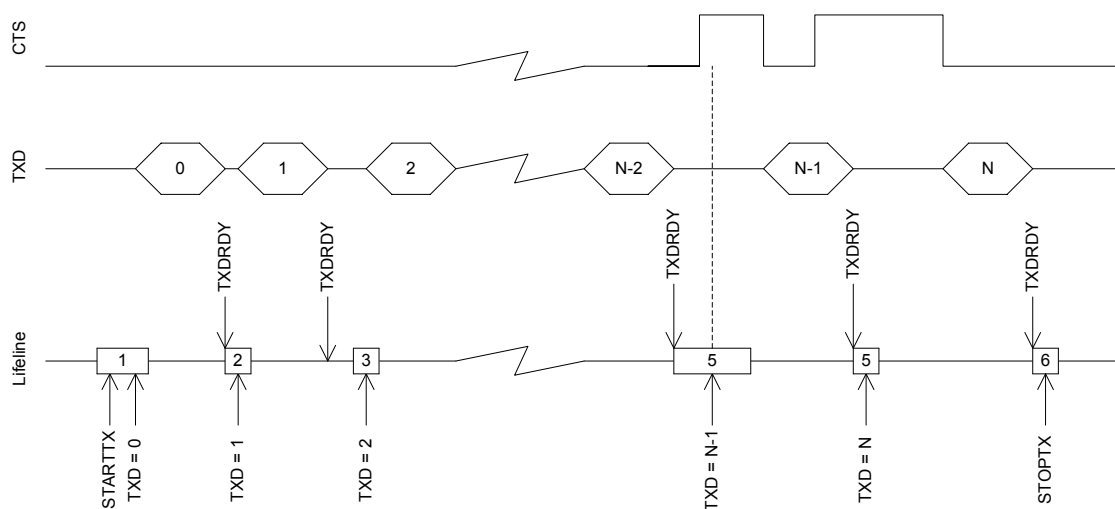 CTS
TXD
0
1
2
N-2
N-1
N
TXDRDY
TXDRDY
TXDRDY
TXDRDY
TXDRDY
Lifeline
1
2
3
5
5
6
STARTTX
TXD = 0
TXD = 1
TXD = 2
TXD = N-1
TXD = N
STOPTX